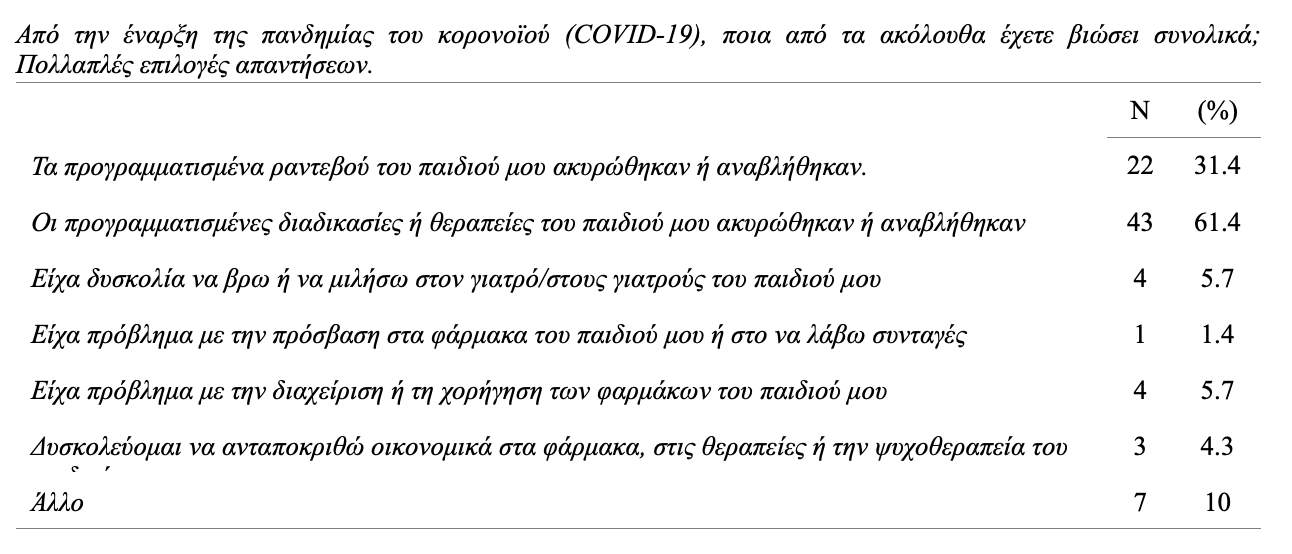 Από την έναρξη της πανδημίας του κορονοϊού (COVID-19), ποια από τα ακόλουθα έχετε βιώσει συνολικά;
Πολλαπλές επιλογές απαντήσεων.
N (%)
Τα προγραμματισμένα ραντεβού του παιδιού μου ακυρώθηκαν ή αναβλήθηκαν. 22 31.4
Οι προγραμματισμένες διαδικασίες ή θεραπείες του παιδιού μου ακυρώθηκαν ή αναβλήθηκαν 43 61.4
Είχα δυσκολία να βρω ή να μιλήσω στον γιατρό/στους γιατρούς του παιδιού μου 4 5.7
Είχα πρόβλημα με την πρόσβαση στα φάρμακα του παιδιού μου ή στο να λάβω συνταγές 1 1.4
Είχα πρόβλημα με την διαχείριση ή τη χορήγηση των φαρμάκων του παιδιού μου 4 5.7
Δυσκολεύομαι να ανταποκριθώ οικονομικά στα φάρμακα, στις θεραπείες ή την ψυχοθεραπεία του 3 4.3
Άλλο 7 10